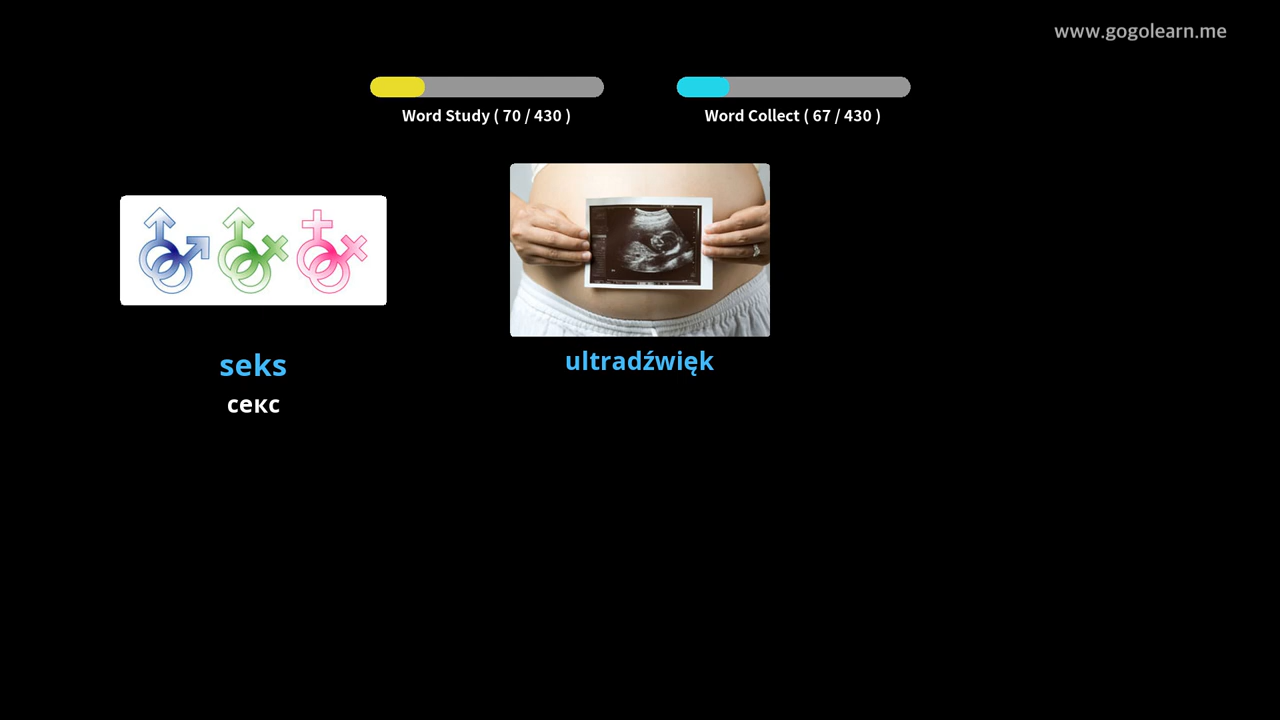 www.gogolearn.me
Word Study ( 70 / 430 )
Word Collect ( 67 / 430 )
seks
секс
ultradźwięk